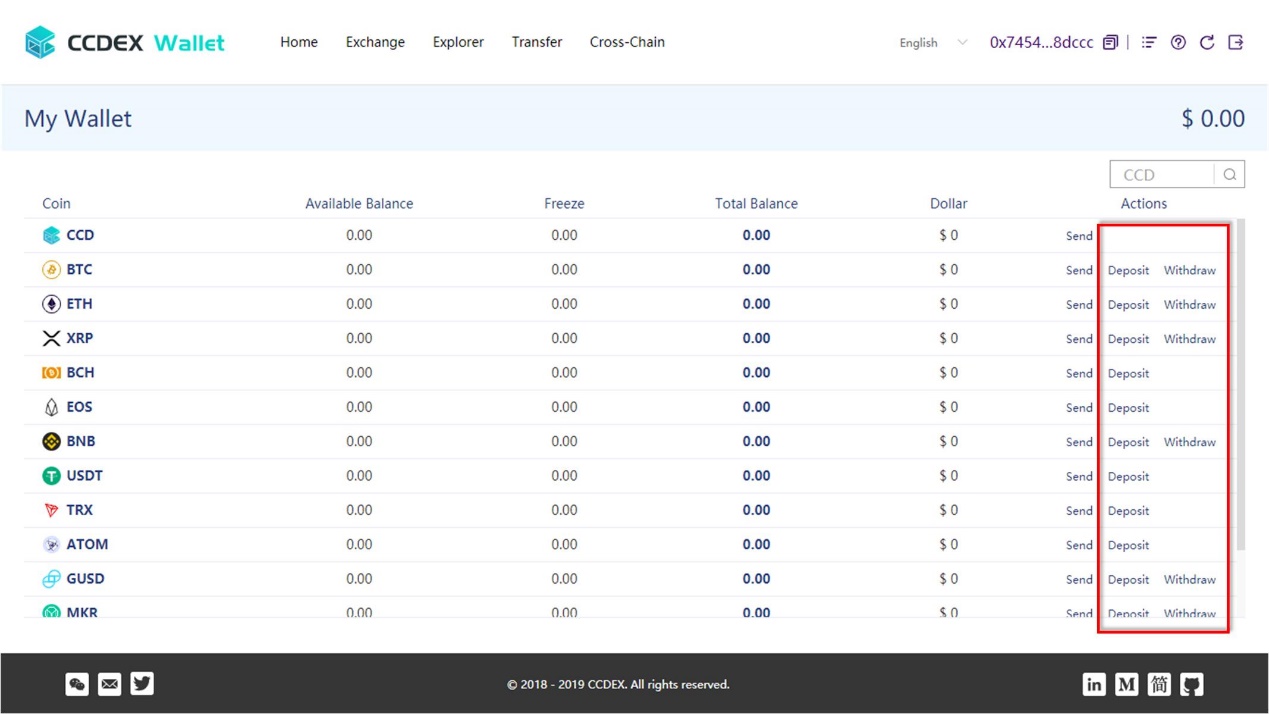 CCDEX Wallet Home Exchange Explorer Transfer Cross-Chain English 0x7454...8dccc
My Wallet $ 0.00
CCD
Coin Available Balance Freeze Total Balance Dollar Actions
CCD 0.00 0.00 0.00 $ 0 Send
BTC 0.00 0.00 0.00 $ 0 Send Deposit Withdraw
ETH 0.00 0.00 0.00 $ 0 Send Deposit Withdraw
XRP 0.00 0.00 0.00 $ 0 Send Deposit Withdraw
BCH 0.00 0.00 0.00 $ 0 Send Deposit
EOS 0.00 0.00 0.00 $ 0 Send Deposit
BNB 0.00 0.00 0.00 $ 0 Send Deposit Withdraw
USDT 0.00 0.00 0.00 $ 0 Send Deposit
TRX 0.00 0.00 0.00 $ 0 Send Deposit
ATOM 0.00 0.00 0.00 $ 0 Send Deposit
GUSD 0.00 0.00 0.00 $ 0 Send Deposit Withdraw
MKR 0.00 0.00 0.00 $ 0 Send Deposit Withdraw
© 2018 - 2019 CCDEX. All rights reserved. in M 简